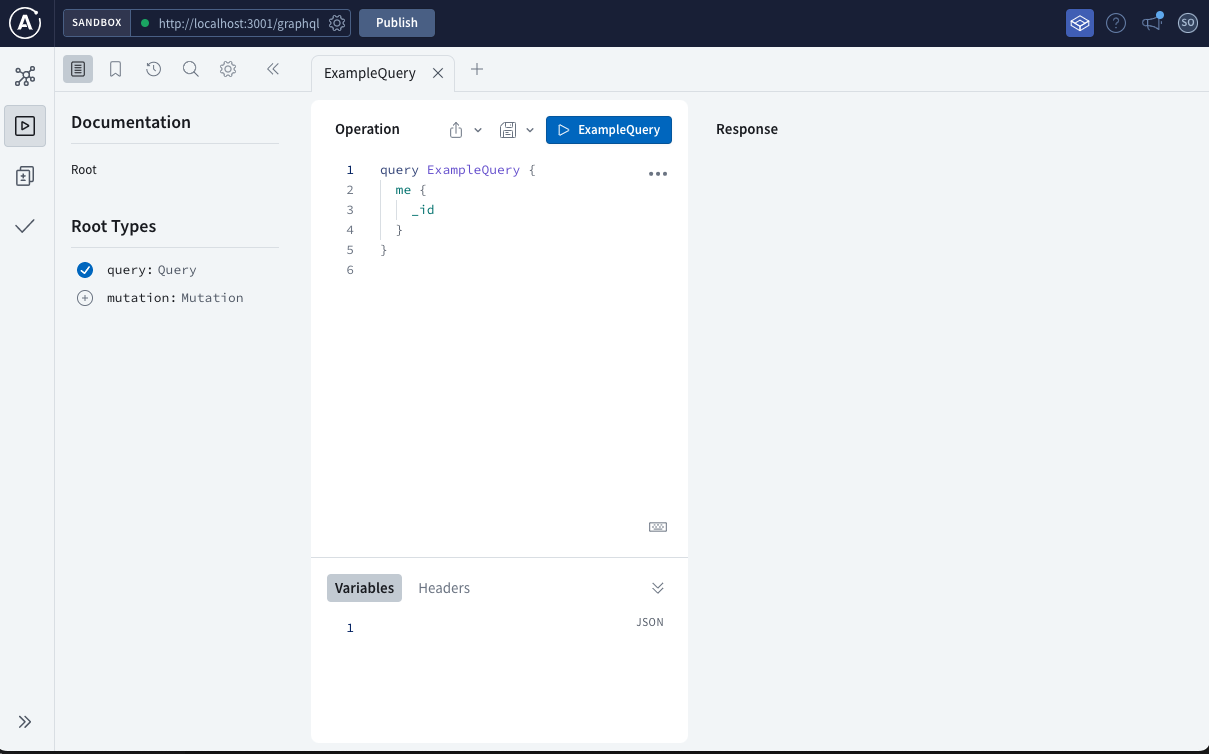 SANDBOX http://localhost:3001/graphql Publish SO
ExampleQuery
Documentation
Root
Root Types
query: Query
mutation: Mutation
Operation ExampleQuery
1 query ExampleQuery {
2 me {
3 _id
4 }
5 }
6
Variables Headers
JSON
1
Response